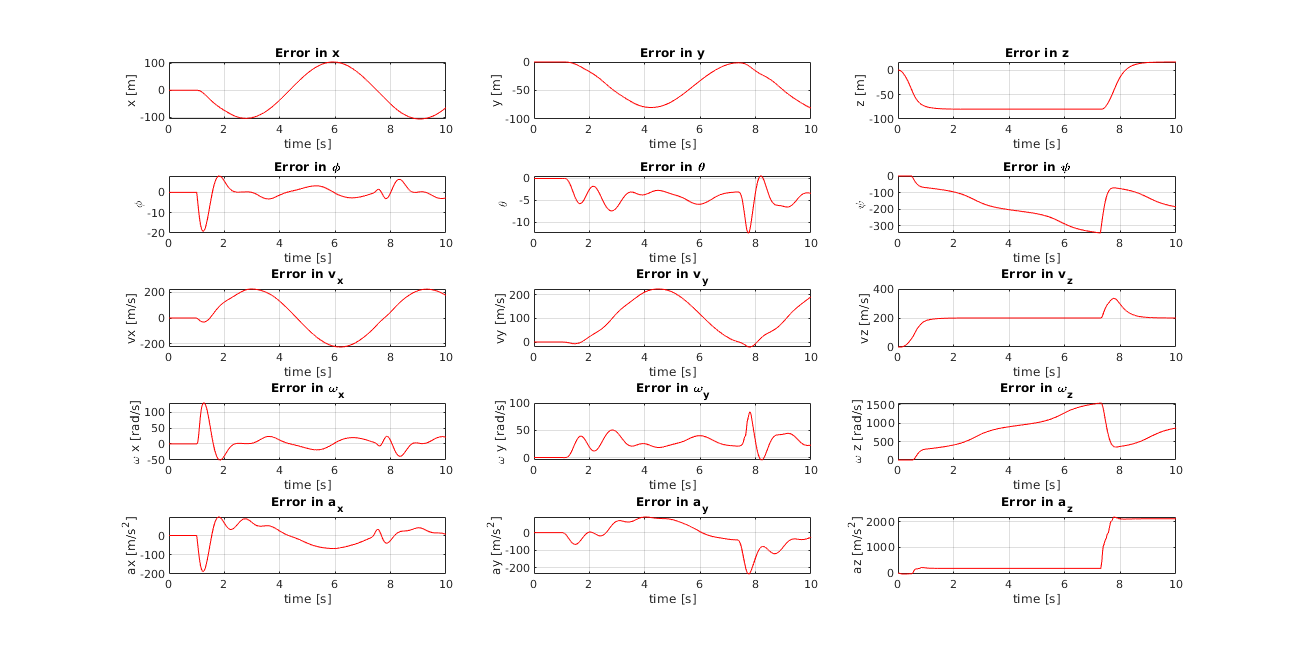 Error in x
Error in y
Error in z
x [m]
100
0
-100
0 2 4 6 8 10
time [s]
y [m]
0
-50
-100
0 2 4 6 8 10
time [s]
z [m]
0
-50
-100
0 2 4 6 8 10
time [s]
Error in ϕ
Error in θ
Error in ψ
ϕ
0
-10
-20
0 2 4 6 8 10
time [s]
θ
0
-5
-10
0 2 4 6 8 10
time [s]
ψ
0
-100
-200
-300
0 2 4 6 8 10
time [s]
Error in v_x
Error in v_y
Error in v_z
vx [m/s]
200
0
-200
0 2 4 6 8 10
time [s]
vy [m/s]
200
100
0
0 2 4 6 8 10
time [s]
vz [m/s]
400
200
0
0 2 4 6 8 10
time [s]
Error in ω_x
Error in ω_y
Error in ω_z
ω x [rad/s]
100
50
0
-50
0 2 4 6 8 10
time [s]
ω y [rad/s]
100
50
0
0 2 4 6 8 10
time [s]
ω z [rad/s]
1500
1000
500
0
0 2 4 6 8 10
time [s]
Error in a_x
Error in a_y
Error in a_z
ax [m/s²]
0
-100
-200
0 2 4 6 8 10
time [s]
ay [m/s²]
0
-100
-200
0 2 4 6 8 10
time [s]
az [m/s²]
2000
1000
0
0 2 4 6 8 10
time [s]